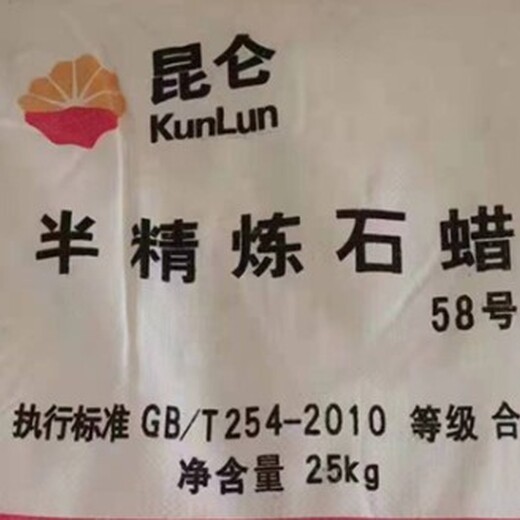 昆仑
KunLun
半精炼石蜡
58号
执行标准 GB/T254-2010 等级 合
净含量 25kg